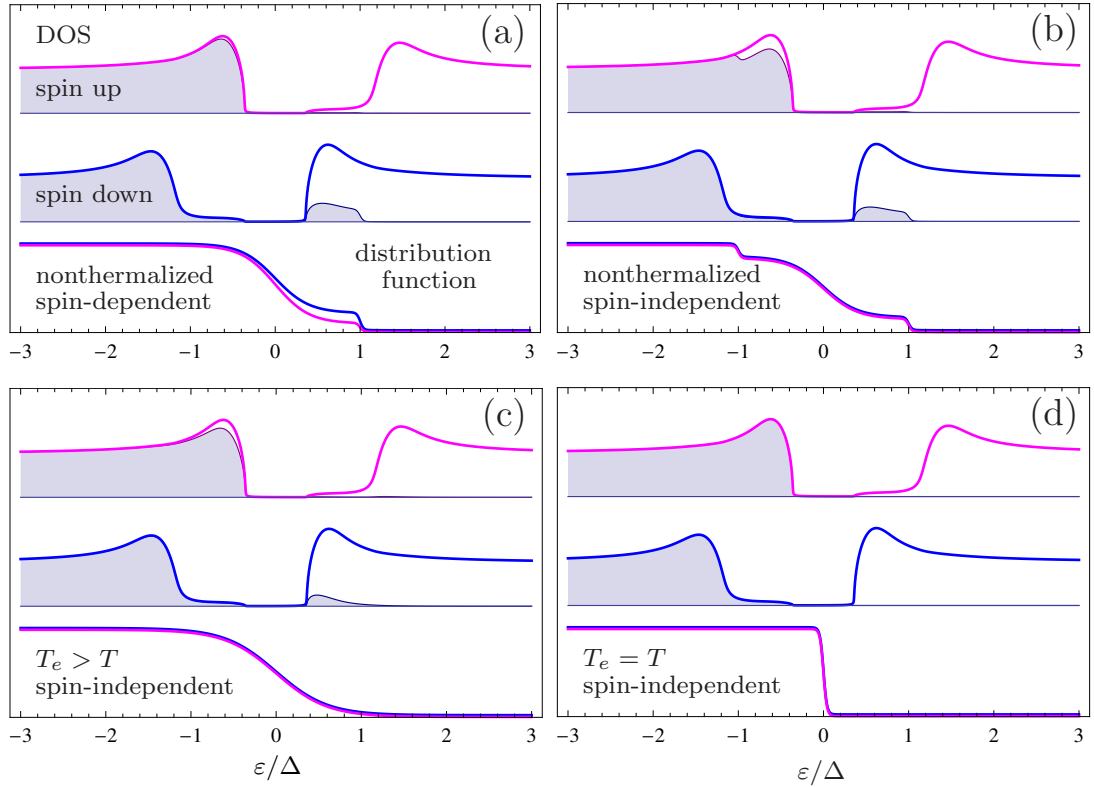 DOS
(a)
spin up
spin down
distribution
function
nonthermalized
spin-dependent
−3 −2 −1 0 1 2 3
(b)
nonthermalized
spin-independent
−3 −2 −1 0 1 2 3
(c)
T_e > T
spin-independent
−3 −2 −1 0 1 2 3
ε/Δ
(d)
T_e = T
spin-independent
−3 −2 −1 0 1 2 3
ε/Δ